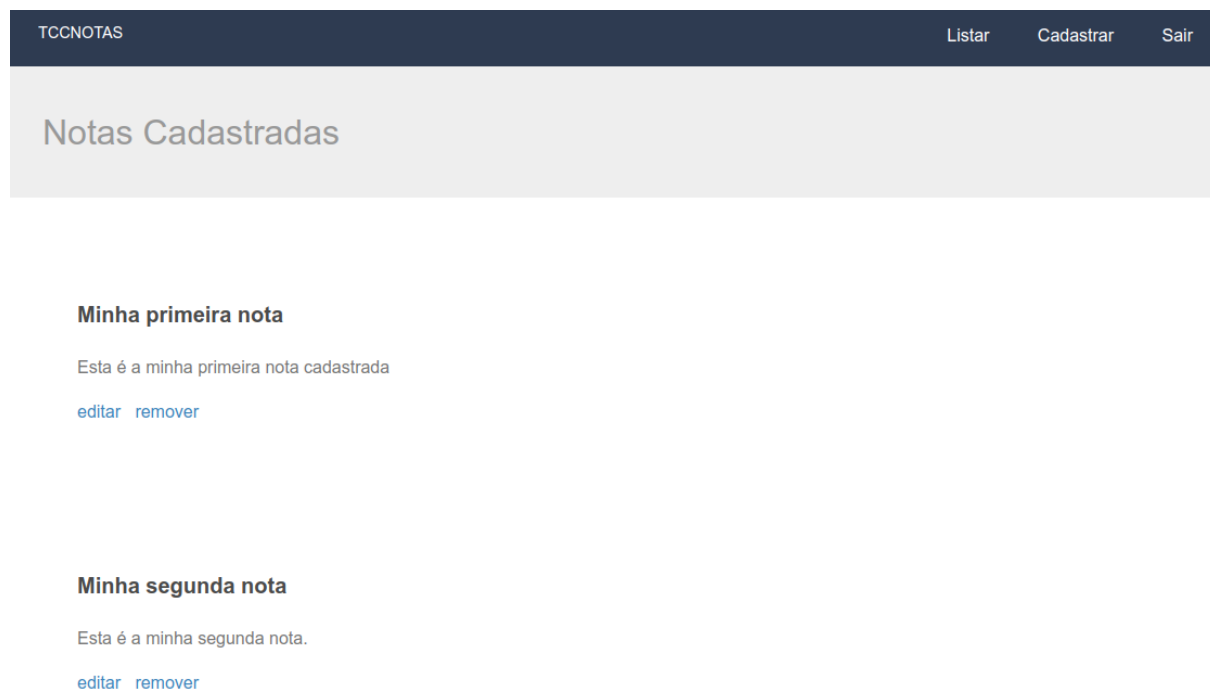 TCCNOTAS Listar Cadastrar Sair
Notas Cadastradas
Minha primeira nota
Esta é a minha primeira nota cadastrada
editar remover
Minha segunda nota
Esta é a minha segunda nota.
editar remover